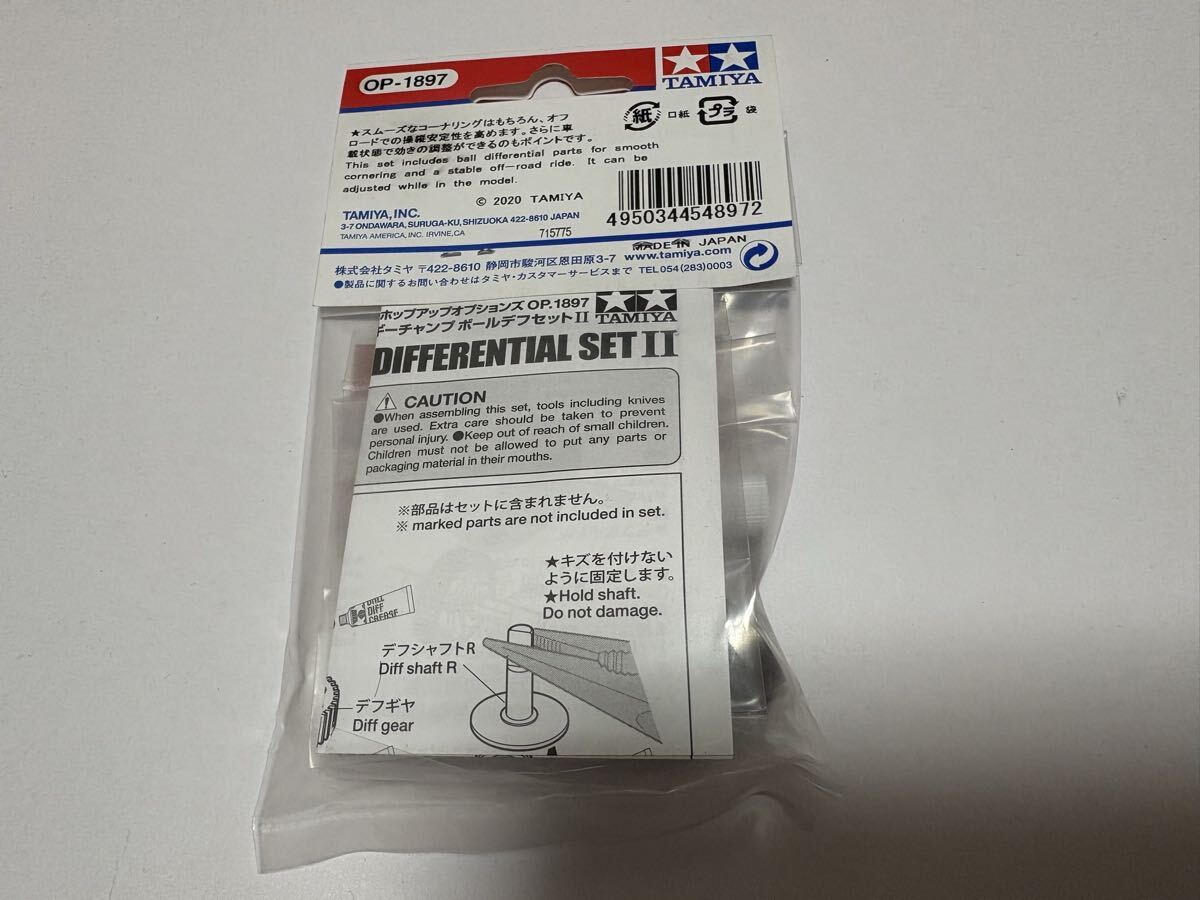 OP-1897
TAMIYA
紙
口紙
プラ
袋
★スムーズなコーナリングはもちろん、オフ
ロードでの操縦安定性を高めます。さらに車
載状態で効きの調整ができるのもポイントです。
This set includes ball differential parts for smooth
cornering and a stable off-road ride. It can be
adjusted while in the model.
© 2020 TAMIYA
4950344548972
TAMIYA, INC.
3-7 ONDAWARA, SURUGA-KU, SHIZUOKA 422-8610 JAPAN
TAMIYA AMERICA, INC. IRVINE, CA
715775
MADE IN JAPAN
株式会社タミヤ 〒422-8610 静岡市駿河区恩田原3-7 www.tamiya.com
●製品に関するお問い合わせはタミヤ・カスタマーサービスまで TEL 054(283)0003
ホップアップオプションズ OP.1897
ギーチャンプ ボールデフセットII
TAMIYA
DIFFERENTIAL SET II
CAUTION
●When assembling this set, tools including knives
are used. Extra care should be taken to prevent
personal injury. ●Keep out of reach of small children.
Children must not be allowed to put any parts or
packaging material in their mouths.
※部品はセットに含まれません。
※ marked parts are not included in set.
★キズを付けない
ように固定します。
★Hold shaft.
Do not damage.
BALL
DIFF
GREASE
デフシャフトR
Diff shaft R
デフギヤ
Diff gear